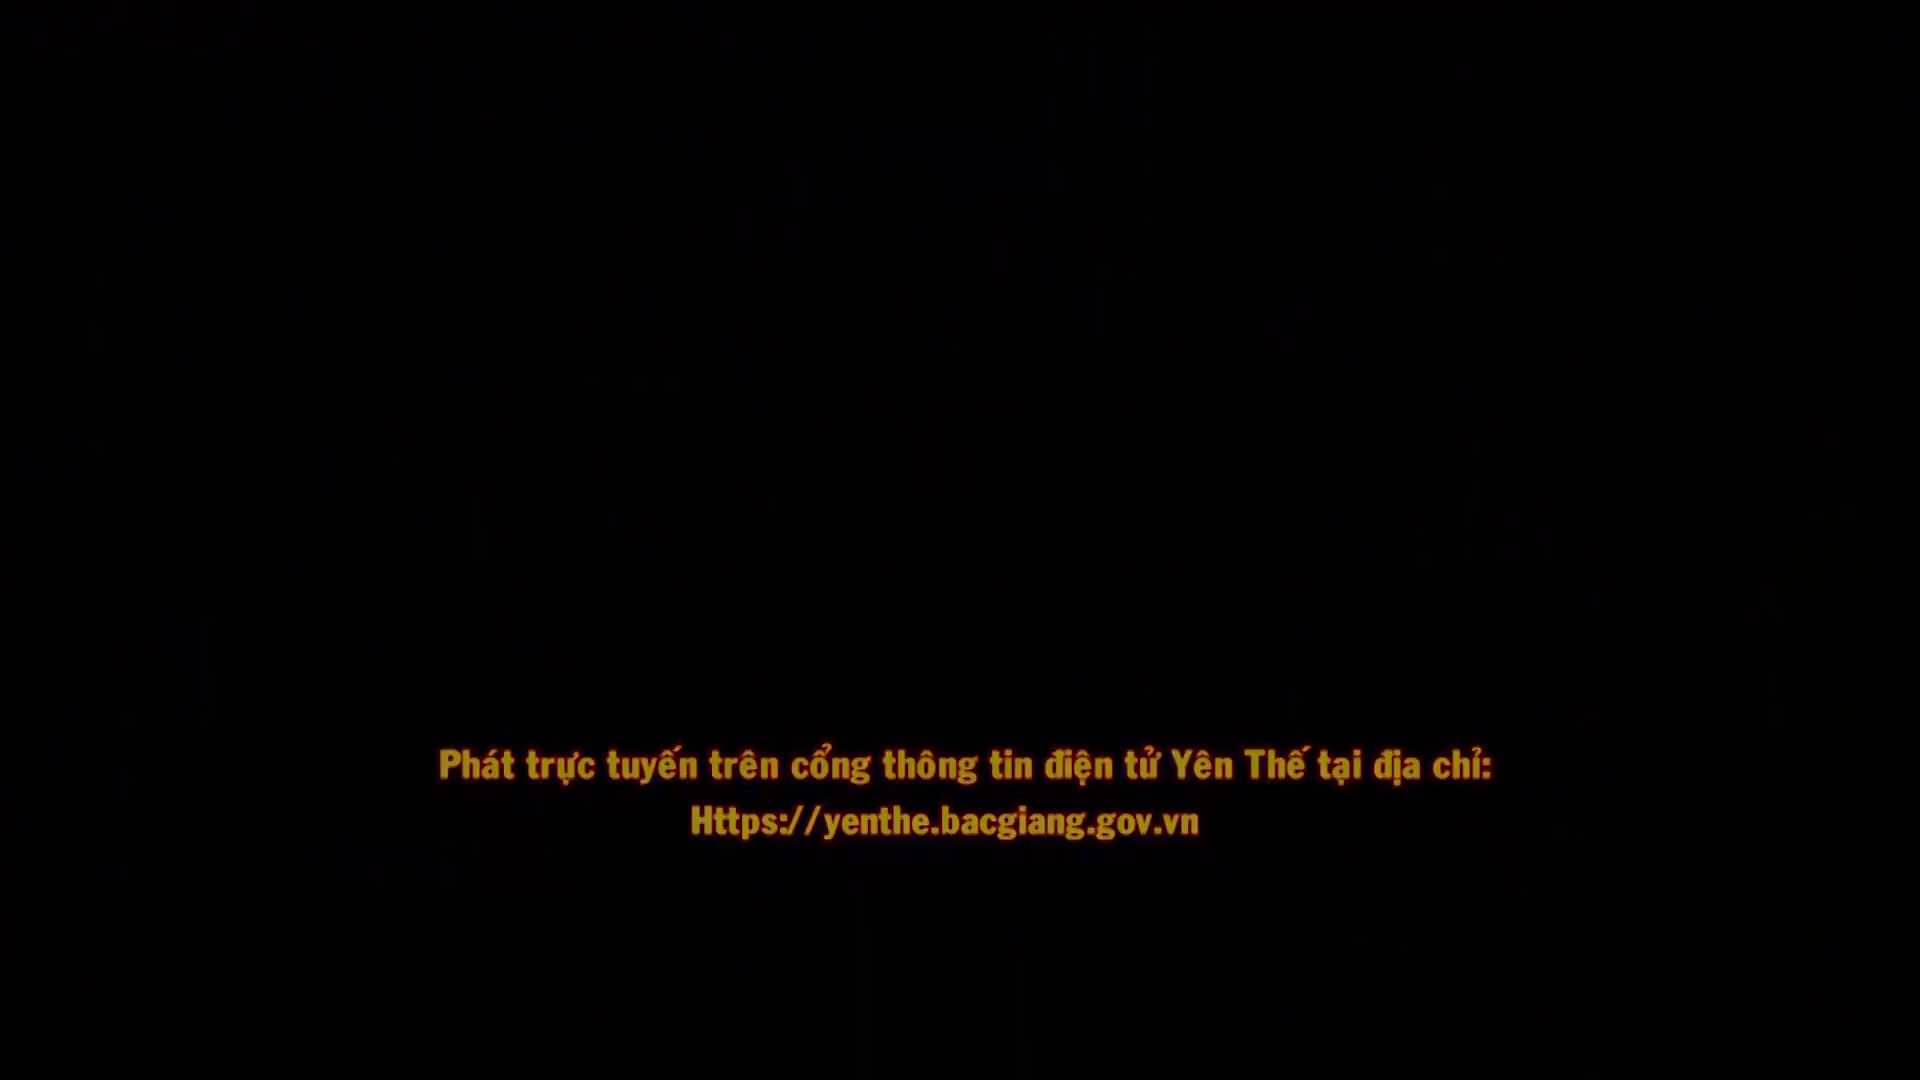 Phát trực tuyến trên cổng thông tin điện tử Yên Thế tại địa chỉ:
Https://yenthe.bacgiang.gov.vn